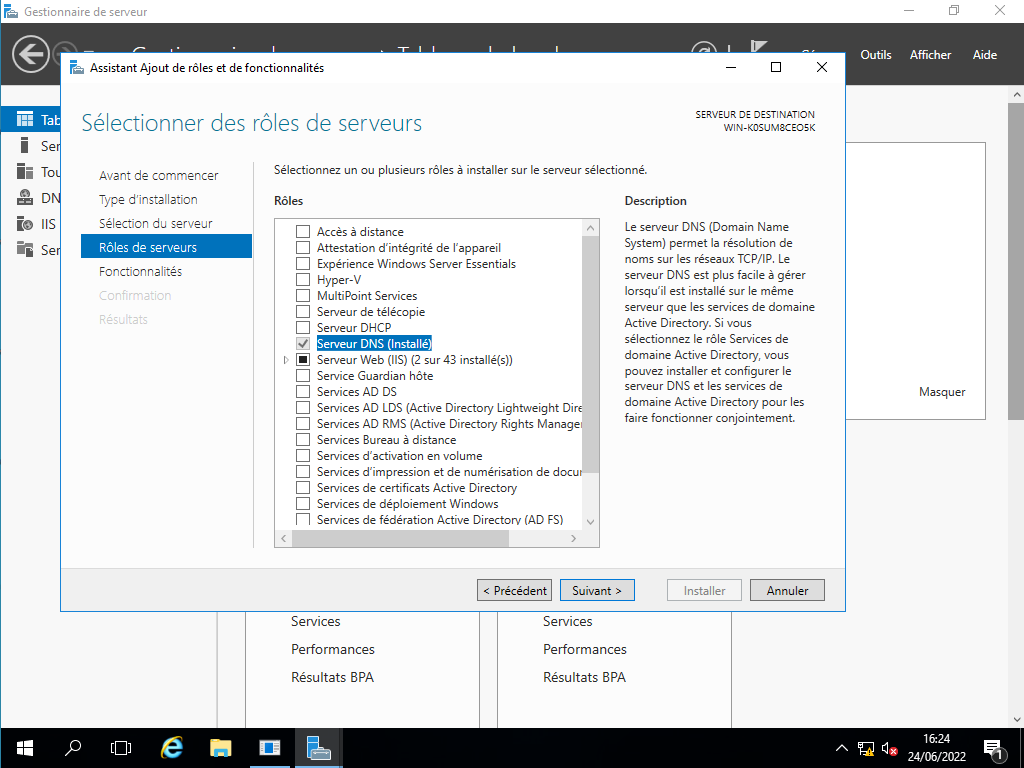 Gestionnaire de serveur
Outils
Afficher
Aide
Assistant Ajout de rôles et de fonctionnalités
Tab
Ser
Tou
DN
IIS
Ser
Sélectionner des rôles de serveurs
SERVEUR DE DESTINATION
WIN-K0SUM8CEO5K
Avant de commencer
Type d'installation
Sélection du serveur
Rôles de serveurs
Fonctionnalités
Confirmation
Résultats
Sélectionnez un ou plusieurs rôles à installer sur le serveur sélectionné.
Rôles
Accès à distance
Attestation d'intégrité de l'appareil
Expérience Windows Server Essentials
Hyper-V
MultiPoint Services
Serveur de télécopie
Serveur DHCP
Serveur DNS (Installé)
Serveur Web (IIS) (2 sur 43 installé(s))
Service Guardian hôte
Services AD DS
Services AD LDS (Active Directory Lightweight Dire
Services AD RMS (Active Directory Rights Manager
Services Bureau à distance
Services d'activation en volume
Services d'impression et de numérisation de docu
Services de certificats Active Directory
Services de déploiement Windows
Services de fédération Active Directory (AD FS)
Description
Le serveur DNS (Domain Name
System) permet la résolution de
noms sur les réseaux TCP/IP. Le
serveur DNS est plus facile à gérer
lorsqu'il est installé sur le même
serveur que les services de domaine
Active Directory. Si vous
sélectionnez le rôle Services de
domaine Active Directory, vous
pouvez installer et configurer le
serveur DNS et les services de
domaine Active Directory pour les
faire fonctionner conjointement.
Masquer
< Précédent
Suivant >
Installer
Annuler
Services
Performances
Résultats BPA
Services
Performances
Résultats BPA
16:24
24/06/2022
1